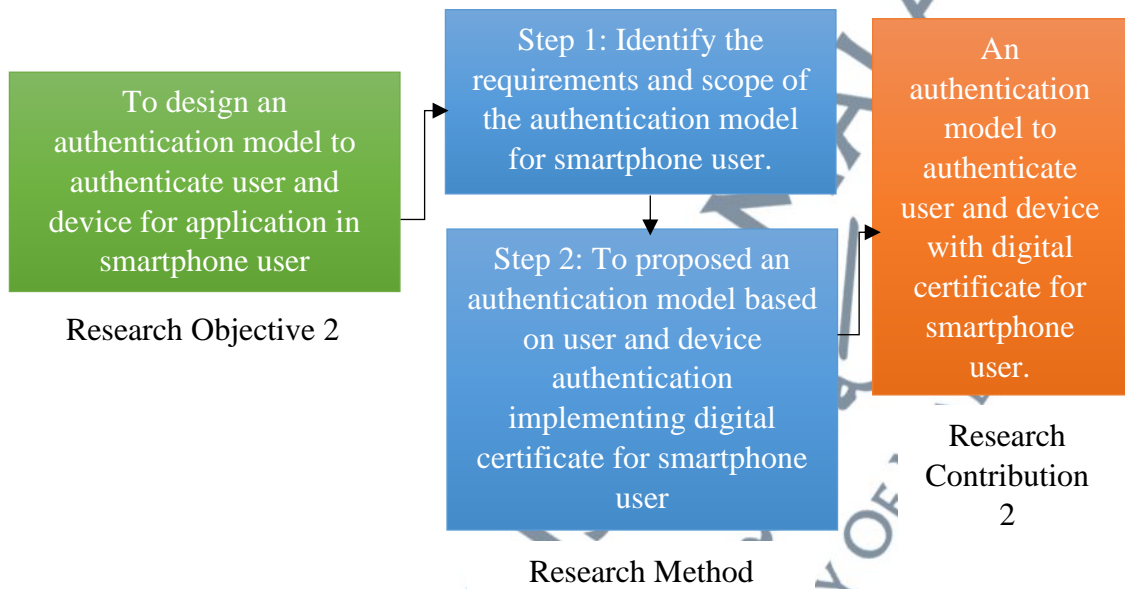 To design an
authentication model to
authenticate user and
device for application in
smartphone user
Research Objective 2
Step 1: Identify the
requirements and scope of
the authentication model
for smartphone user.
Step 2: To proposed an
authentication model based
on user and device
authentication
implementing digital
certificate for smartphone
user
Research Method
An
authentication
model to
authenticate
user and device
with digital
certificate for
smartphone
user.
Research
Contribution
2
Y OF